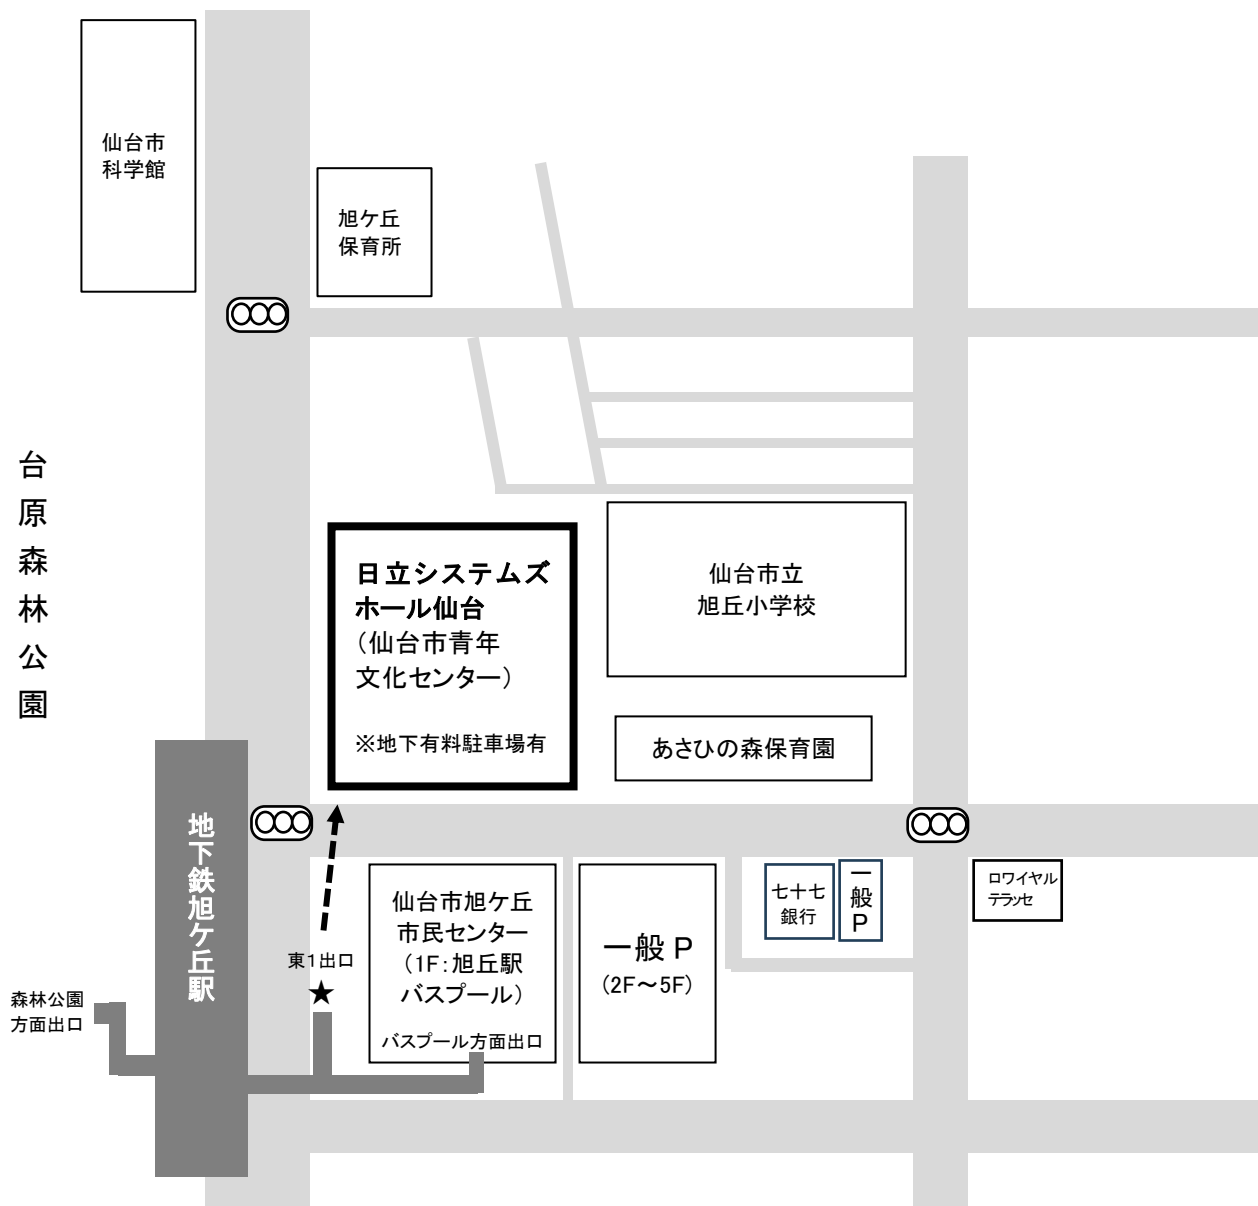 仙台市
科学館
旭ケ丘
保育所
台原森林公園
日立システムズ
ホール仙台
（仙台市青年
文化センター）
※地下有料駐車場有
仙台市立
旭丘小学校
あさひの森保育園
地下鉄旭ケ丘駅
仙台市旭ケ丘
市民センター
（1F：旭丘駅
バスプール）
バスプール方面出口
一般 P
（2F～5F）
七十七
銀行
一般P
ロワイヤル
テラッセ
東1出口
★
森林公園
方面出口